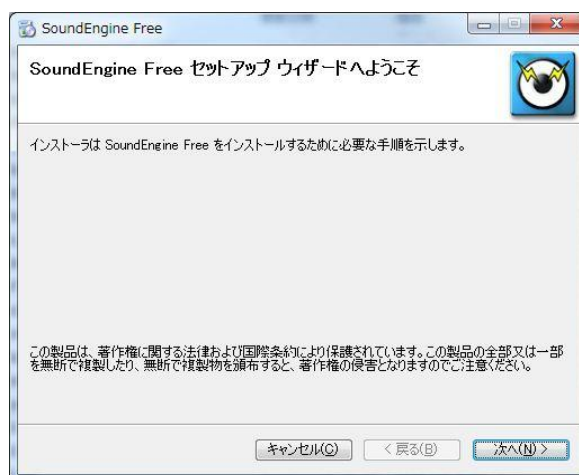 SoundEngine Free
SoundEngine Free セットアップ ウィザードへようこそ
インストーラは SoundEngine Free をインストールするために必要な手順を示します。
この製品は、著作権に関する法律および国際条約により保護されています。この製品の全部又は一部
を無断で複製したり、無断で複製物を頒布すると、著作権の侵害となりますのでご注意ください。
キャンセル(C) < 戻る(B) 次へ(N) >